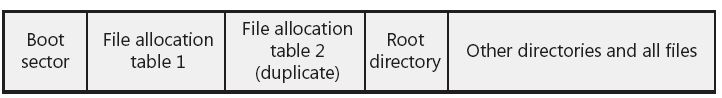 Boot
sector
File allocation
table 1
File allocation
table 2
(duplicate)
Root
directory
Other directories and all files